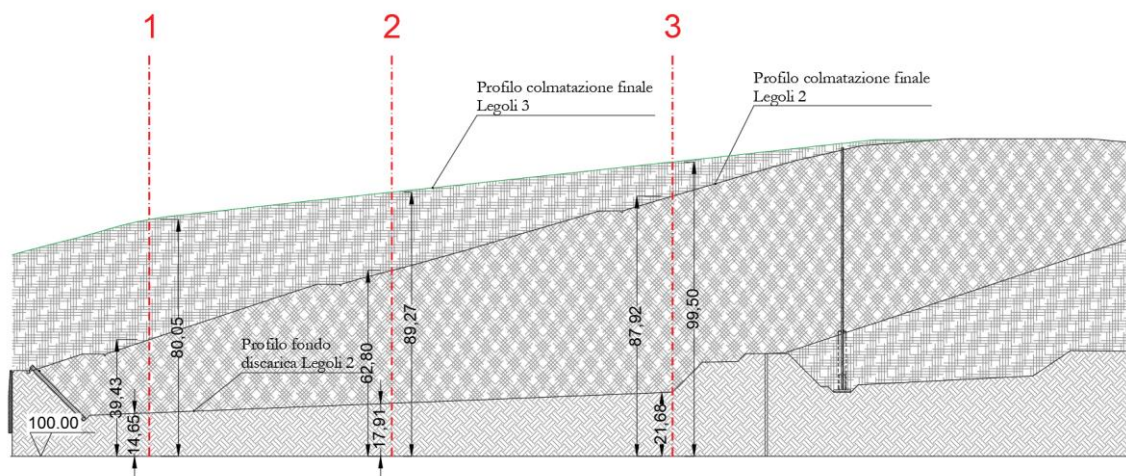 1
2
3
Profilo colmatazione finale
Legoli 3
Profilo colmatazione finale
Legoli 2
Profilo fondo
discarica Legoli 2
100.00
39,43
14,65
80,05
62,80
17,91
89,27
87,92
21,68
99,50